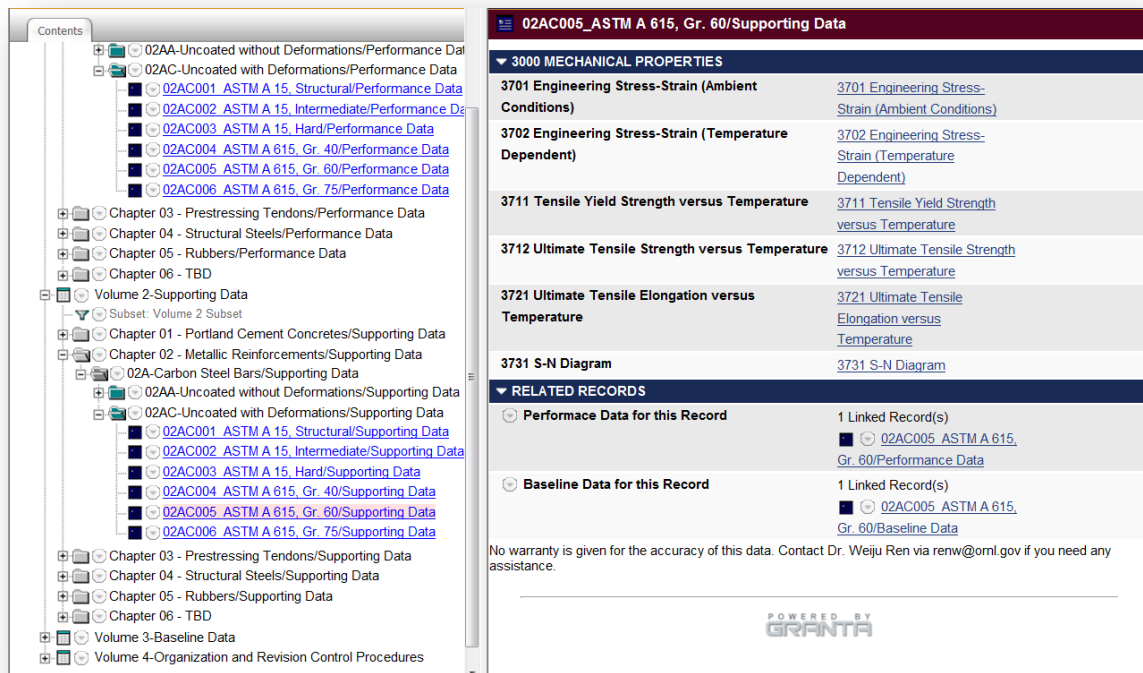 Contents
02AA-Uncoated without Deformations/Performance Dat
02AC-Uncoated with Deformations/Performance Data
02AC001_ASTM A 15, Structural/Performance Data
02AC002_ASTM A 15, Intermediate/Performance Da
02AC003_ASTM A 15, Hard/Performance Data
02AC004_ASTM A 615, Gr. 40/Performance Data
02AC005_ASTM A 615, Gr. 60/Performance Data
02AC006_ASTM A 615, Gr. 75/Performance Data
Chapter 03 - Prestressing Tendons/Performance Data
Chapter 04 - Structural Steels/Performance Data
Chapter 05 - Rubbers/Performance Data
Chapter 06 - TBD
Volume 2-Supporting Data
Subset: Volume 2 Subset
Chapter 01 - Portland Cement Concretes/Supporting Data
Chapter 02 - Metallic Reinforcements/Supporting Data
02A-Carbon Steel Bars/Supporting Data
02AA-Uncoated without Deformations/Supporting Data
02AC-Uncoated with Deformations/Supporting Data
02AC001_ASTM A 15, Structural/Supporting Data
02AC002_ASTM A 15, Intermediate/Supporting Data
02AC003_ASTM A 15, Hard/Supporting Data
02AC004_ASTM A 615, Gr. 40/Supporting Data
02AC005_ASTM A 615, Gr. 60/Supporting Data
02AC006_ASTM A 615, Gr. 75/Supporting Data
Chapter 03 - Prestressing Tendons/Supporting Data
Chapter 04 - Structural Steels/Supporting Data
Chapter 05 - Rubbers/Supporting Data
Chapter 06 - TBD
Volume 3-Baseline Data
Volume 4-Organization and Revision Control Procedures
02AC005_ASTM A 615, Gr. 60/Supporting Data
3000 MECHANICAL PROPERTIES
3701 Engineering Stress-Strain (Ambient
Conditions)
3701 Engineering Stress-
Strain (Ambient Conditions)
3702 Engineering Stress-Strain (Temperature
Dependent)
3702 Engineering Stress-
Strain (Temperature
Dependent)
3711 Tensile Yield Strength versus Temperature
3711 Tensile Yield Strength
versus Temperature
3712 Ultimate Tensile Strength versus Temperature
3712 Ultimate Tensile Strength
versus Temperature
3721 Ultimate Tensile Elongation versus
Temperature
3721 Ultimate Tensile
Elongation versus
Temperature
3731 S-N Diagram
3731 S-N Diagram
RELATED RECORDS
Performace Data for this Record
1 Linked Record(s)
02AC005_ASTM A 615,
Gr. 60/Performance Data
Baseline Data for this Record
1 Linked Record(s)
02AC005_ASTM A 615,
Gr. 60/Baseline Data
No warranty is given for the accuracy of this data. Contact Dr. Weiju Ren via renw@ornl.gov if you need any
assistance.
POWERED BY
GRANTA